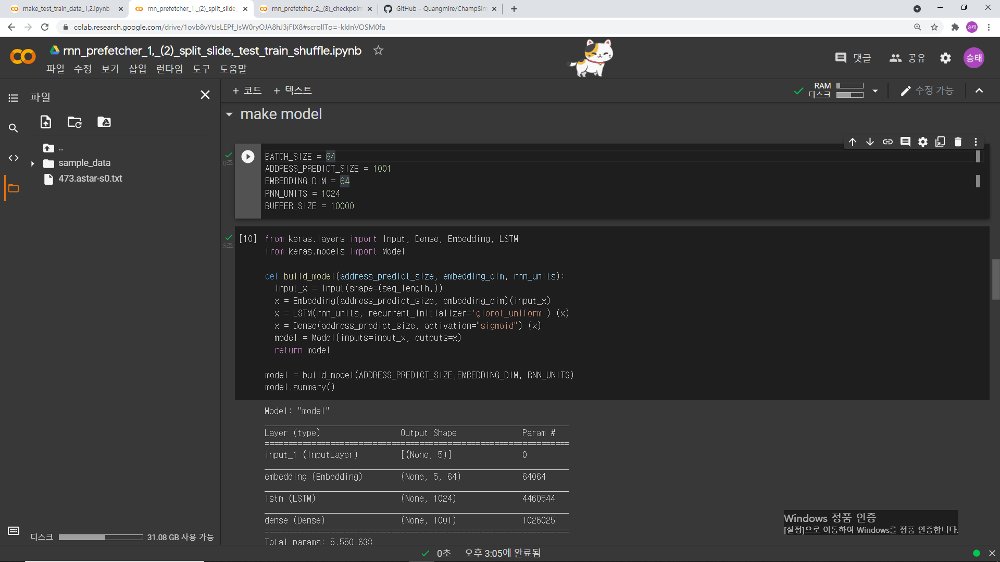 make_test_train_data_1,2.ipynb
rnn_prefetcher_1,_(2)_split_slide,
rnn_prefetcher_2,_(8)_checkpoin
GitHub - Quangmire/ChampSim
colab.research.google.com/drive/1ovb8vYtJsLEPf_IsW0ryOJA8hJ3jFIX8#scrollTo=-kkInVOSM0fa
승태
rnn_prefetcher_1,_(2)_split_slide,_test_train_shuffle.ipynb
파일 수정 보기 삽입 런타임 도구 도움말
댓글
공유
승태
파일
+ 코드 + 텍스트
RAM
디스크
수정 가능
..
sample_data
473.astar-s0.txt
make model
0초
BATCH_SIZE = 64
ADDRESS_PREDICT_SIZE = 1001
EMBEDDING_DIM = 64
RNN_UNITS = 1024
BUFFER_SIZE = 10000
5초
[10] from keras.layers import Input, Dense, Embedding, LSTM
from keras.models import Model
def build_model(address_predict_size, embedding_dim, rnn_units):
input_x = Input(shape=(seq_length,))
x = Embedding(address_predict_size, embedding_dim)(input_x)
x = LSTM(rnn_units, recurrent_initializer='glorot_uniform') (x)
x = Dense(address_predict_size, activation="sigmoid") (x)
model = Model(inputs=input_x, outputs=x)
return model
model = build_model(ADDRESS_PREDICT_SIZE,EMBEDDING_DIM, RNN_UNITS)
model.summary()
Model: "model"
Layer (type) Output Shape Param #
input_1 (InputLayer) [(None, 5)] 0
embedding (Embedding) (None, 5, 64) 64064
lstm (LSTM) (None, 1024) 4460544
dense (Dense) (None, 1001) 1026025
Total params: 5,550,633
Windows 정품 인증
[설정]으로 이동하여 Windows를 정품 인증합니다.
디스크 31.08 GB 사용 가능
0초 오후 3:05에 완료됨